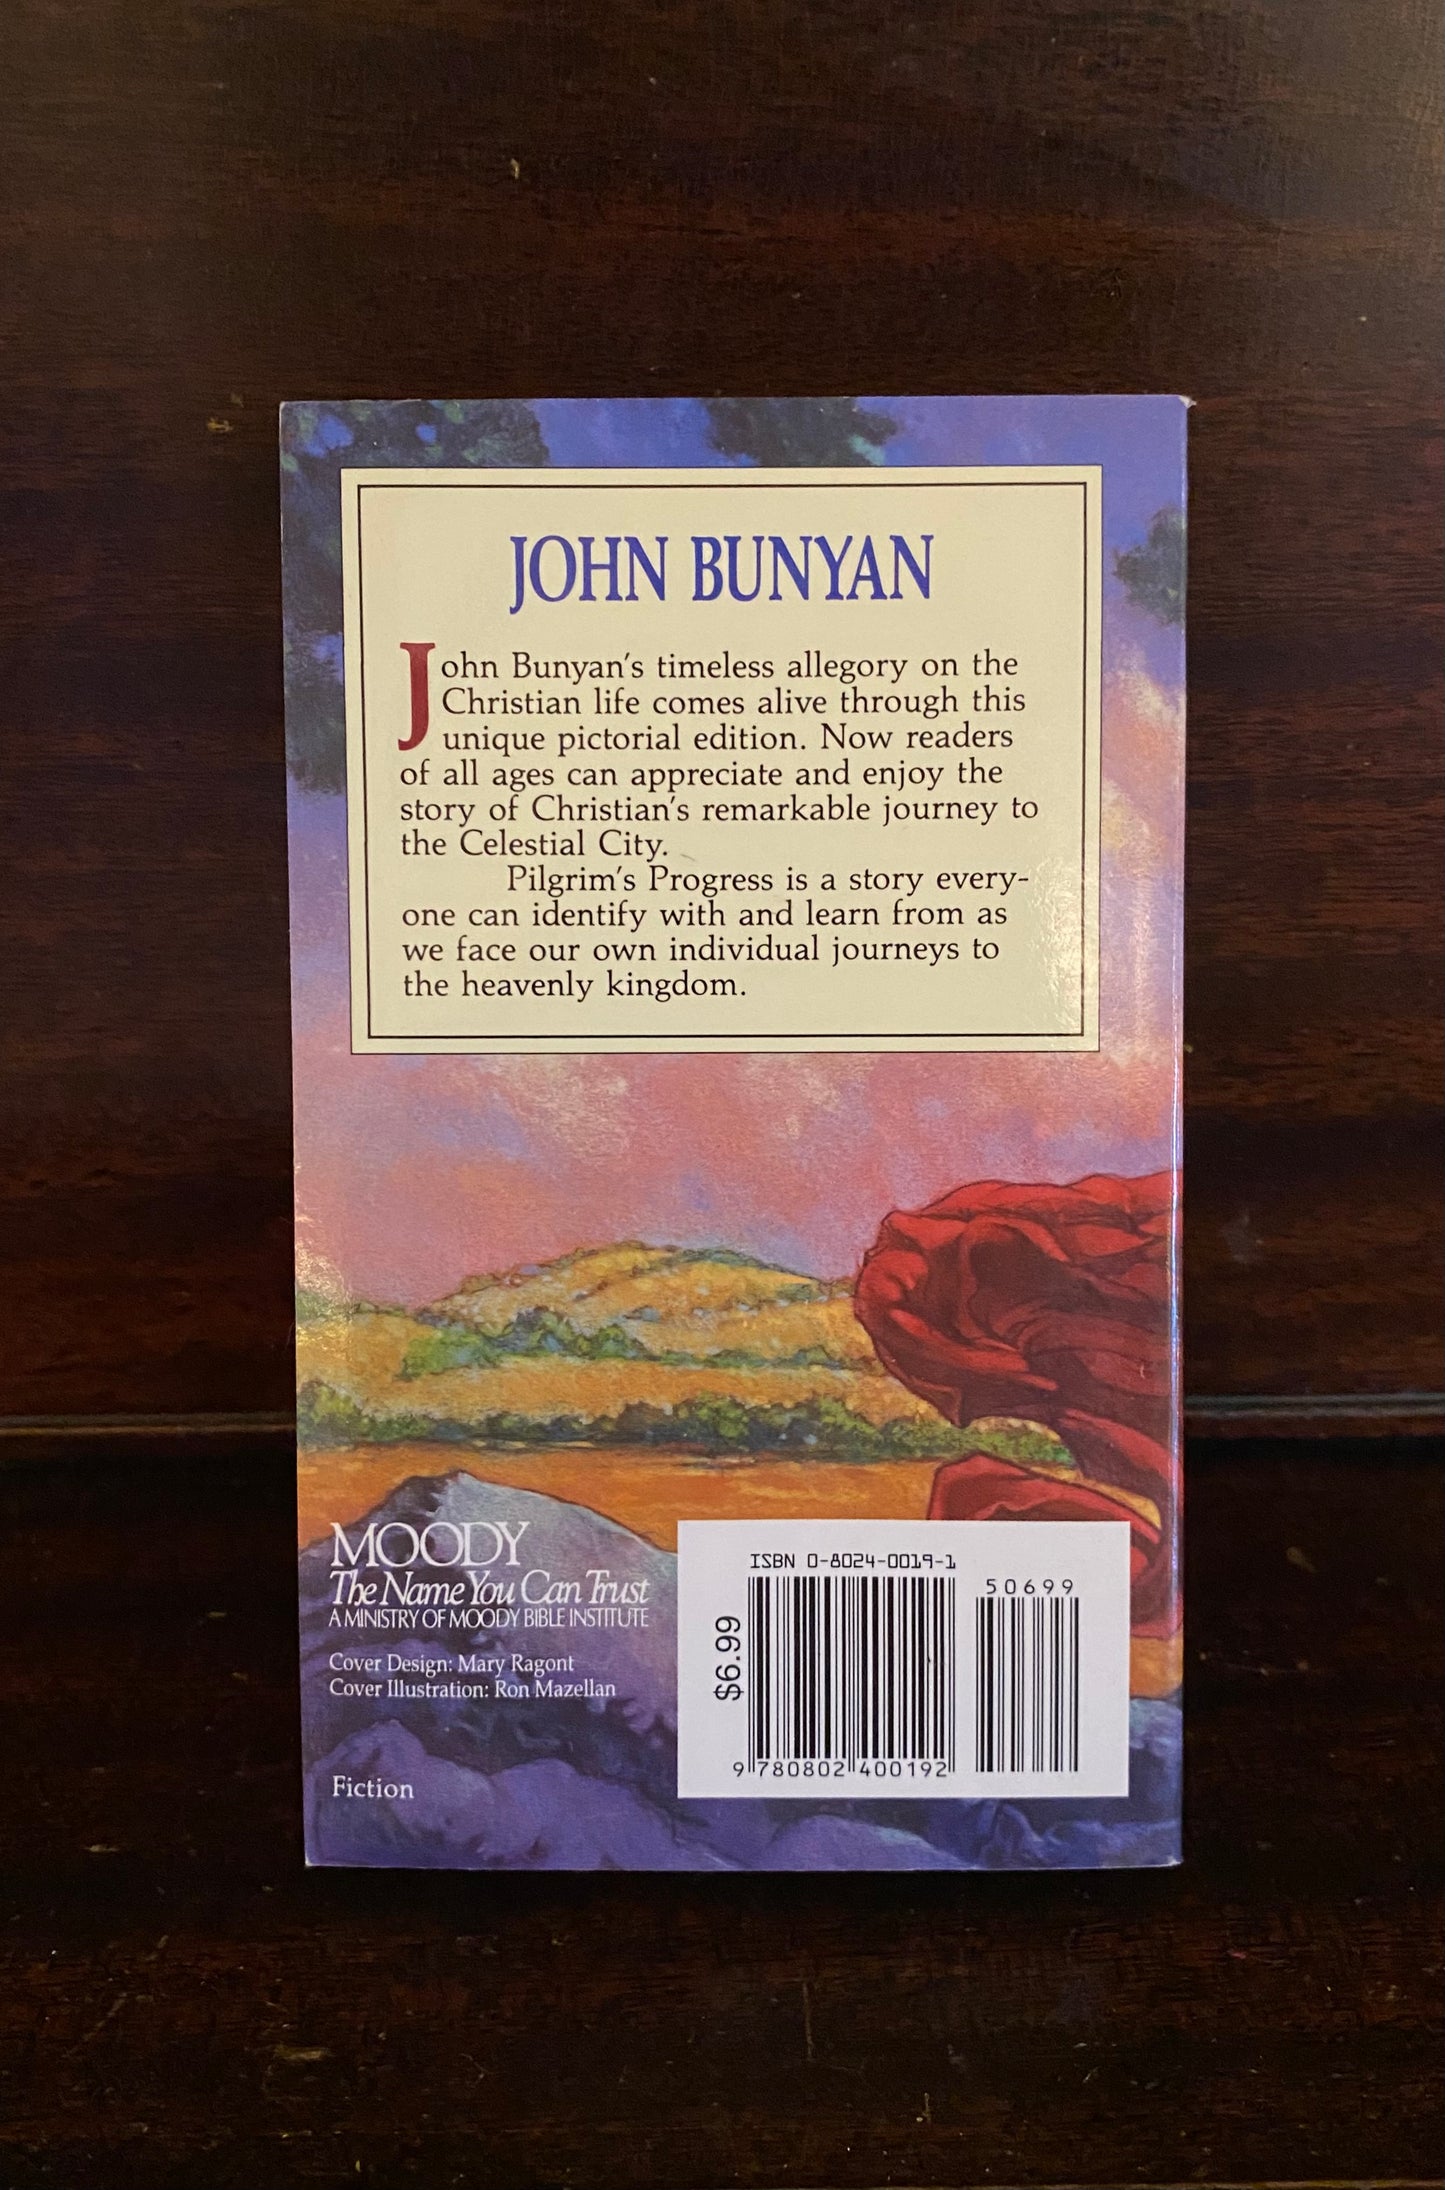 JOHN BUNYAN
John Bunyan's timeless allegory on the
Christian life comes alive through this
unique pictorial edition. Now readers
of all ages can appreciate and enjoy the
story of Christian's remarkable journey to
the Celestial City.
Pilgrim's Progress is a story every-
one can identify with and learn from as
we face our own individual journeys to
the heavenly kingdom.
MOODY
The Name You Can Trust
A MINISTRY OF MOODY BIBLE INSTITUTE
Cover Design: Mary Ragont
Cover Illustration: Ron Mazellan
Fiction
ISBN 0-8024-0019-1
50699
$6.99
9 780802 400192